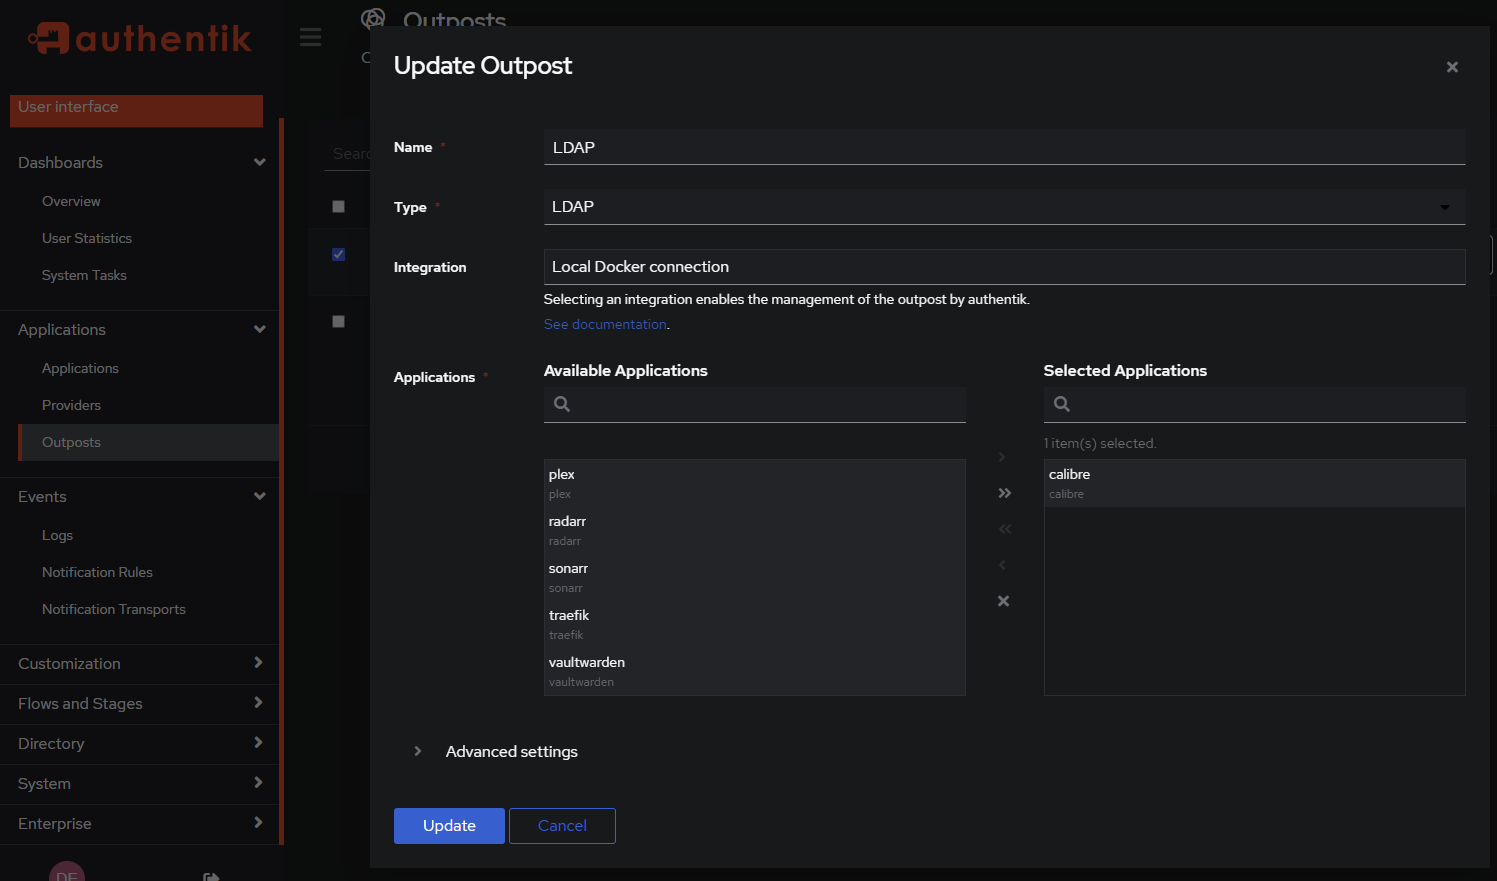 authentik
User interface
Dashboards
Overview
User Statistics
System Tasks
Applications
Applications
Providers
Outposts
Events
Logs
Notification Rules
Notification Transports
Customization
Flows and Stages
Directory
System
Enterprise
DE
Outposts
Update Outpost
Name *
LDAP
Type *
LDAP
Integration
Local Docker connection
Selecting an integration enables the management of the outpost by authentik.
See documentation.
Applications *
Available Applications
plex
plex
radarr
radarr
sonarr
sonarr
traefik
traefik
vaultwarden
vaultwarden
Selected Applications
1 item(s) selected.
calibre
calibre
Advanced settings
Update
Cancel